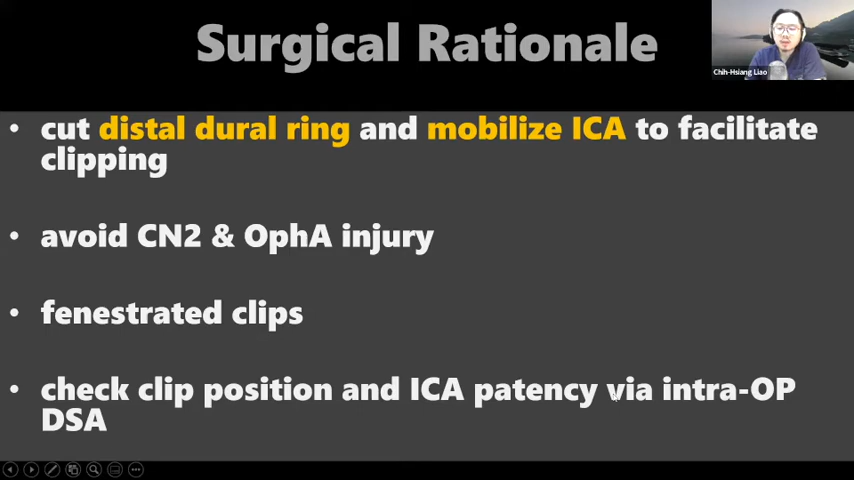 Surgical Rationale
Chih-Hsiang Liao
• cut distal dural ring and mobilize ICA to facilitate
clipping
• avoid CN2 & OphA injury
• fenestrated clips
• check clip position and ICA patency via intra-OP
DSA